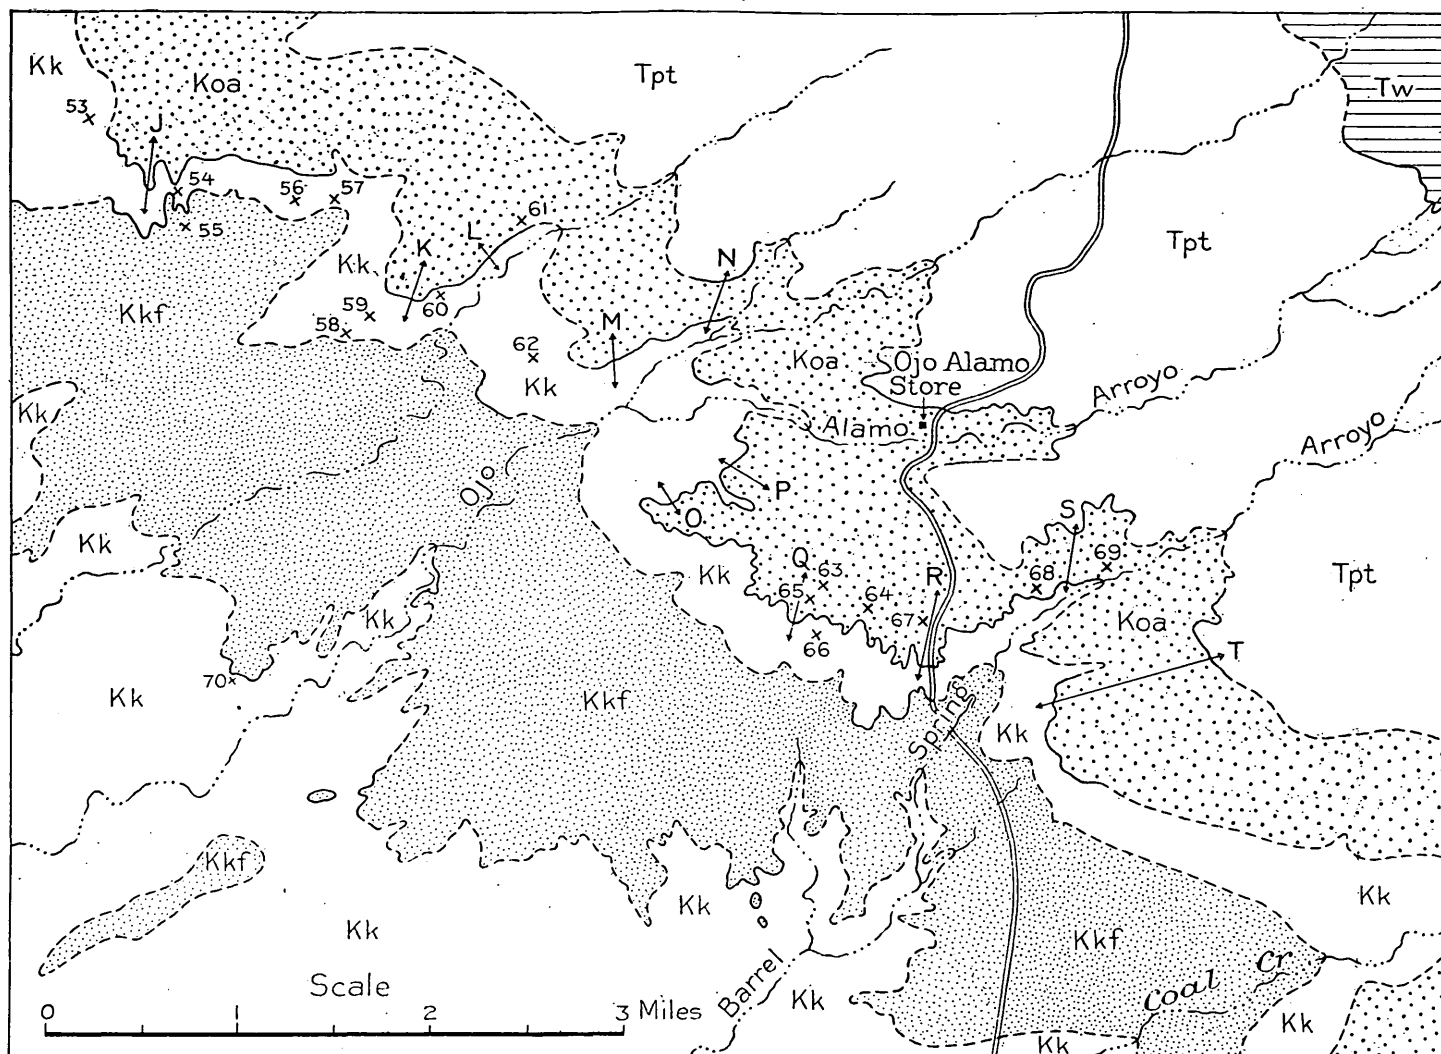 Kk
Koa
Tpt
Tw
53
J
54
56
57
55
61
L
K
N
Tpt
Kk
Kkf
60
59
58
M
62
Kk
Koa
Ojo Alamo
Store
Kk
Alamo
Arroyo
Arroyo
Ojo
P
O
S
Kk
Kk
Q
63
65
64
R
68
69
67
66
Tpt
Koa
Kk
T
70
Kk
Kkf
Spring
Kk
Kkf
Kk
Kk
Kk
Kkf
Scale
0
1
2
3 Miles
Barrel
Kk
Coal Cr
Kk
Kk